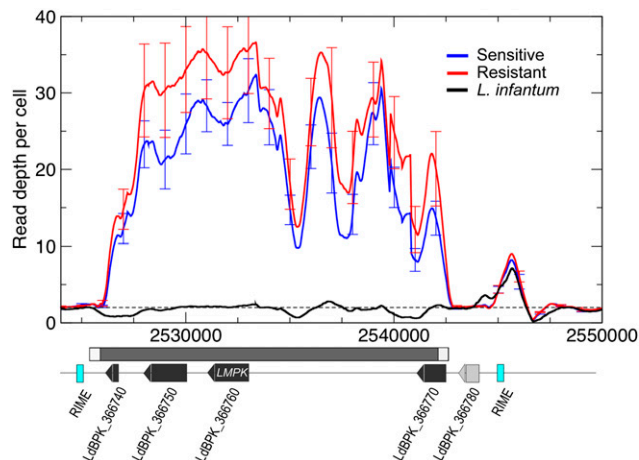 40
30
20
10
0
Read depth per cell
Sensitive
Resistant
L. infantum
2530000
2540000
2550000
LMPK
RIME
LdBPK_366740
LdBPK_366750
LdBPK_366760
LdBPK_366770
LdBPK_366780
RIME